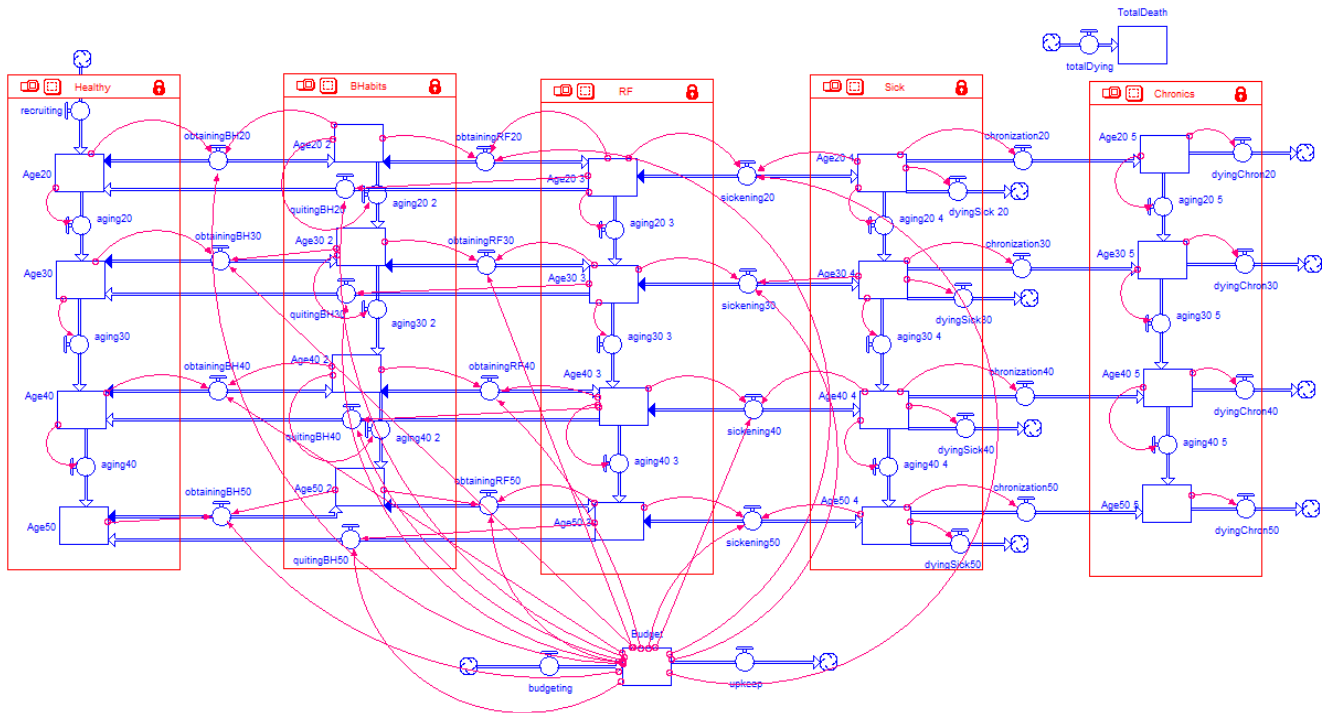 TotalDeath
totalDying
Healthy
BHabits
RF
Sick
Chronics
recruiting
obtainingBH20
Age20 2
obtainingRF20
chronization20
Age20 5
Age20
Age20 3
Age20 4
dyingChron20
quitingBH20
aging20 2
sickening20
dyingSick 20
aging20
aging20 3
aging20 4
aging20 5
obtainingBH30
Age30 2
obtainingRF30
chronization30
Age30 5
Age30
Age30 3
Age30 4
dyingChron30
quitingBH30
sickening30
dyingSick30
aging30
aging30 2
aging30 3
aging30 4
aging30 5
obtainingBH40
Age40 2
obtainingRF40
Age40 3
chronization40
Age40 5
Age40
Age40 4
dyingChron40
quitingBH40
aging40 2
sickening40
dyingSick40
aging40
aging40 3
aging40 4
aging40 5
obtainingBH50
Age50 2
obtainingRF50
chronization50
Age50 5
Age50
Age50 3
Age50 4
dyingChron50
quitingBH50
sickening50
dyingSick50
Budget
budgeting
upkeep